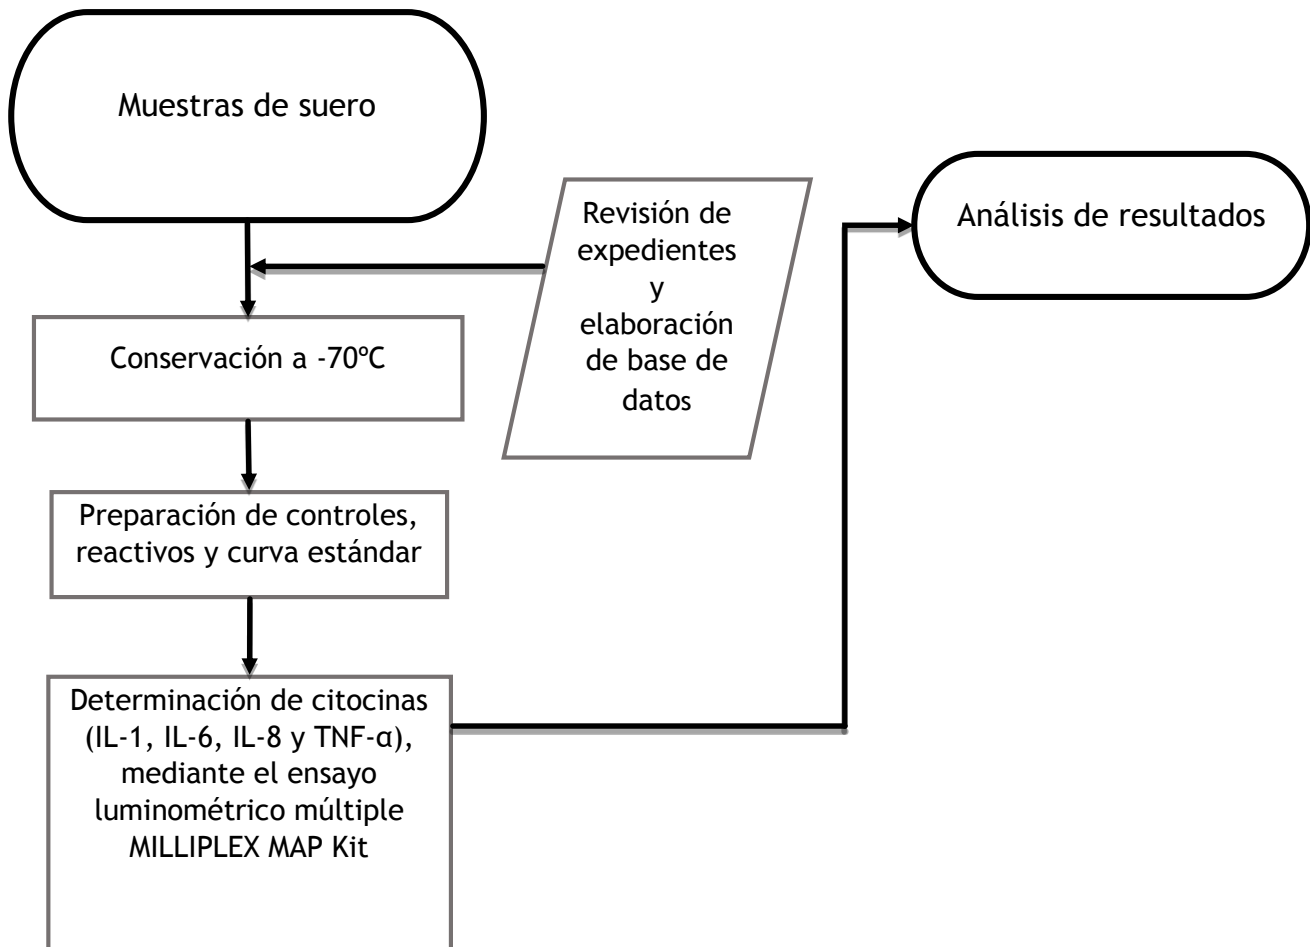 Muestras de suero
Revisión de
expedientes
y
elaboración
de base de
datos
Análisis de resultados
Conservación a -70ºC
Preparación de controles,
reactivos y curva estándar
Determinación de citocinas
(IL-1, IL-6, IL-8 y TNF-α),
mediante el ensayo
luminométrico múltiple
MILLIPLEX MAP Kit